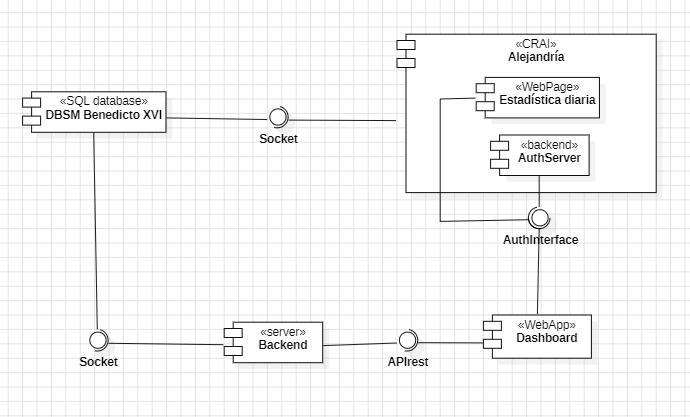 «CRAI»
Alejandría
«WebPage»
Estadística diaria
«SQL database»
DBSM Benedicto XVI
Socket
«backend»
AuthServer
AuthInterface
«server»
Backend
«WebApp»
Dashboard
Socket
APIrest